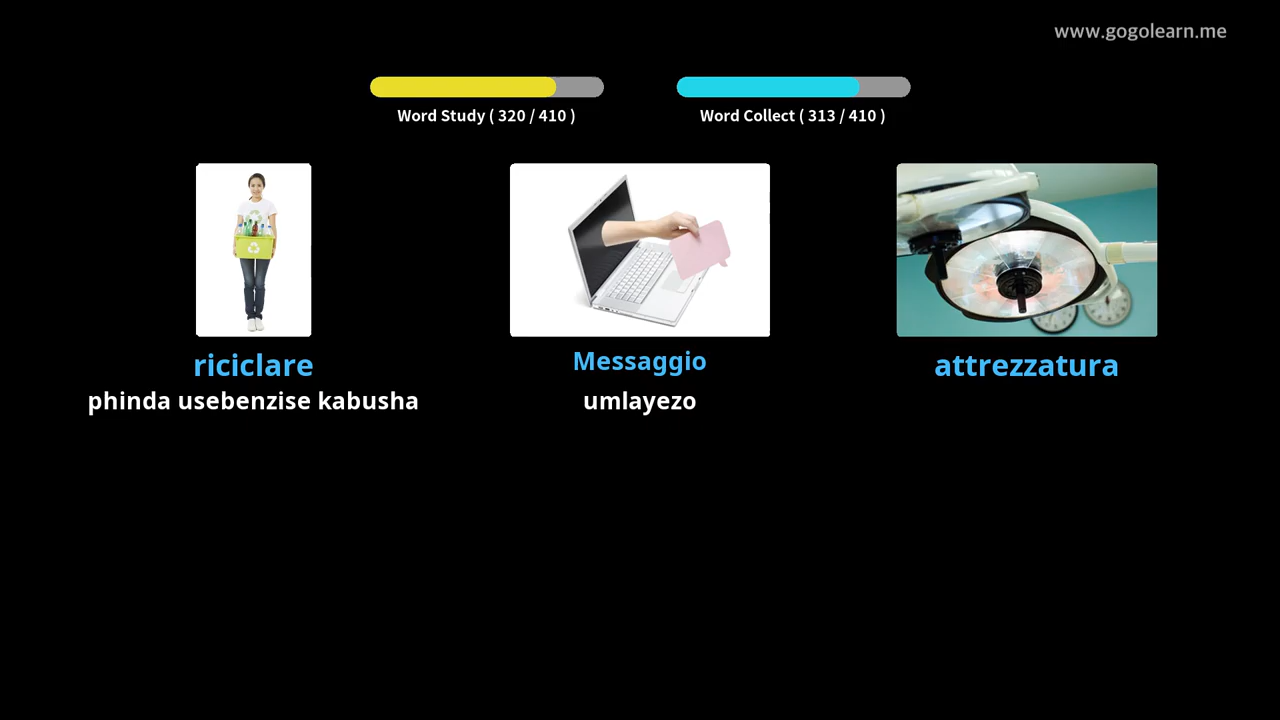 www.gogolearn.me
Word Study ( 320 / 410 )
Word Collect ( 313 / 410 )
riciclare
phinda usebenzise kabusha
Messaggio
umlayezo
attrezzatura